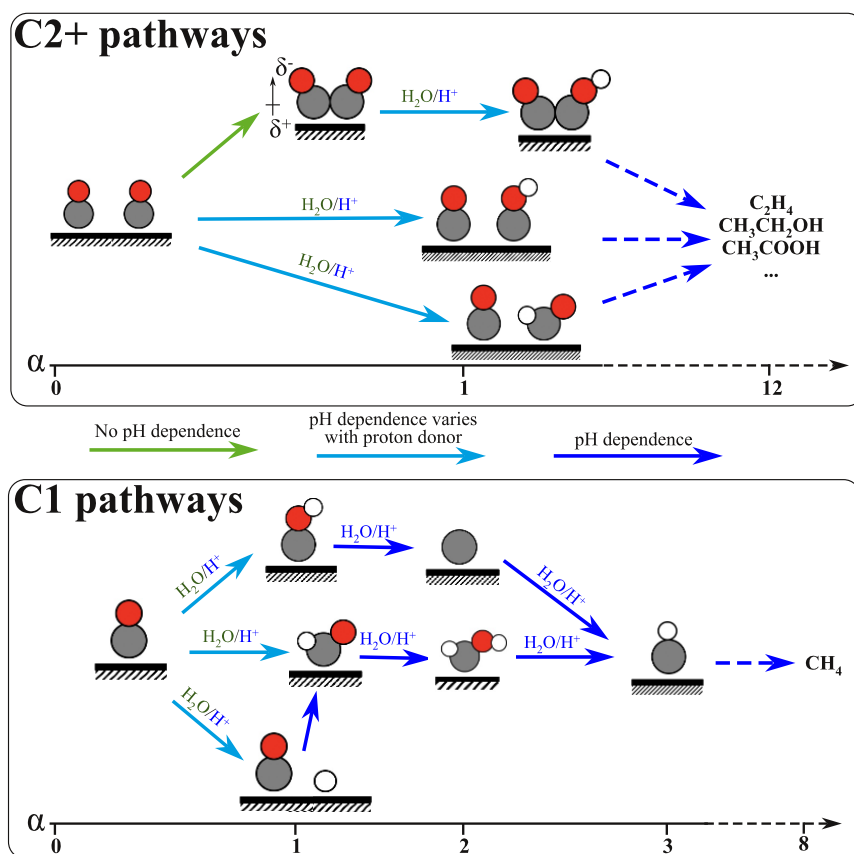 C2+ pathways
δ-
δ+
H2O/H+
H2O/H+
H2O/H+
C2H4
CH3CH2OH
CH3COOH
...
α
0
1
12
No pH dependence
pH dependence varies
with proton donor
pH dependence
C1 pathways
H2O/H+
H2O/H+
H2O/H+
H2O/H+
H2O/H+
H2O/H+
H2O/H+
CH4
α
0
1
2
3
8